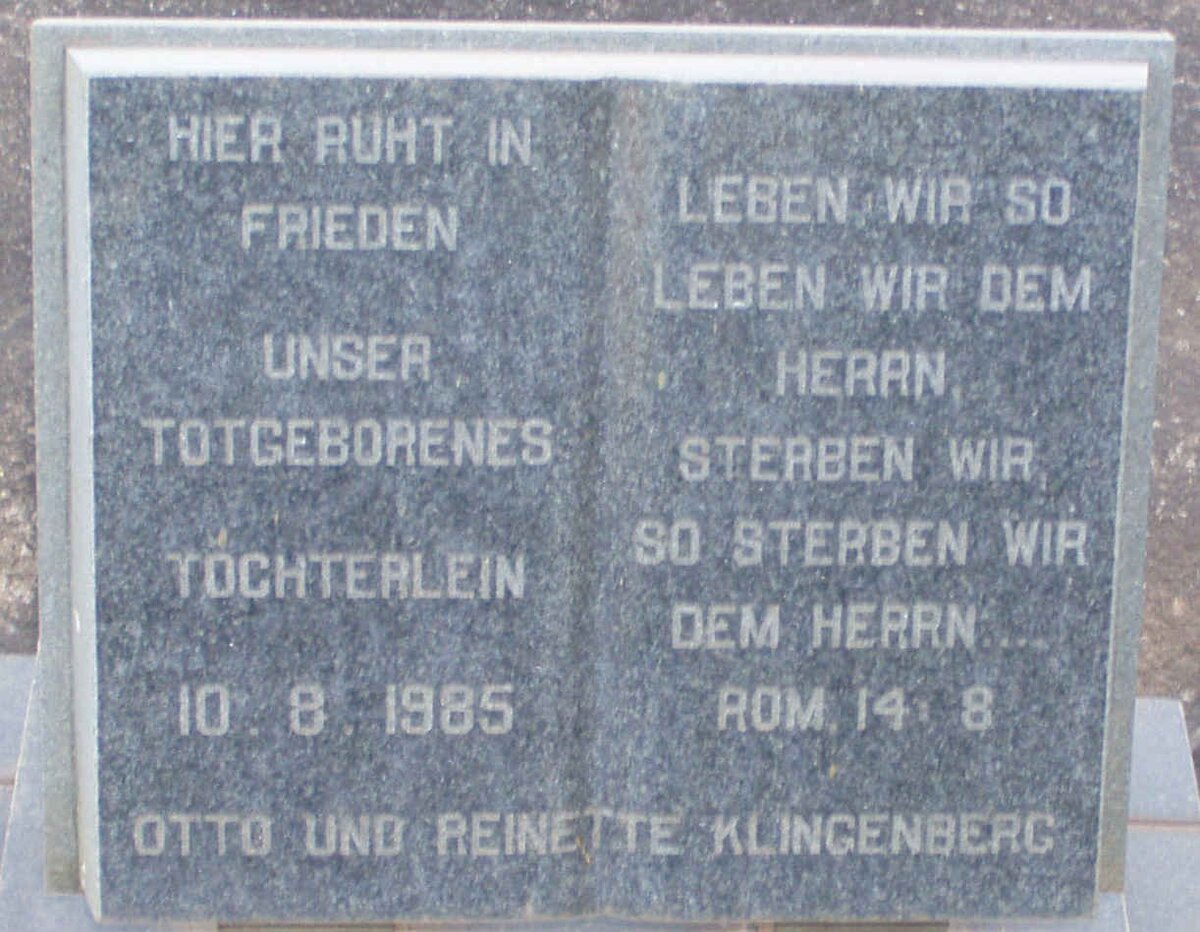 HIER RUHT IN
FRIEDEN
UNSER
TOTGEBORENES
TÖCHTERLEIN
10.8.1985
LEBEN WIR SO
LEBEN WIR DEM
HERRN,
STERBEN WIR,
SO STERBEN WIR
DEM HERRN....
ROM. 14: 8
OTTO UND REINETTE KLINGENBERG